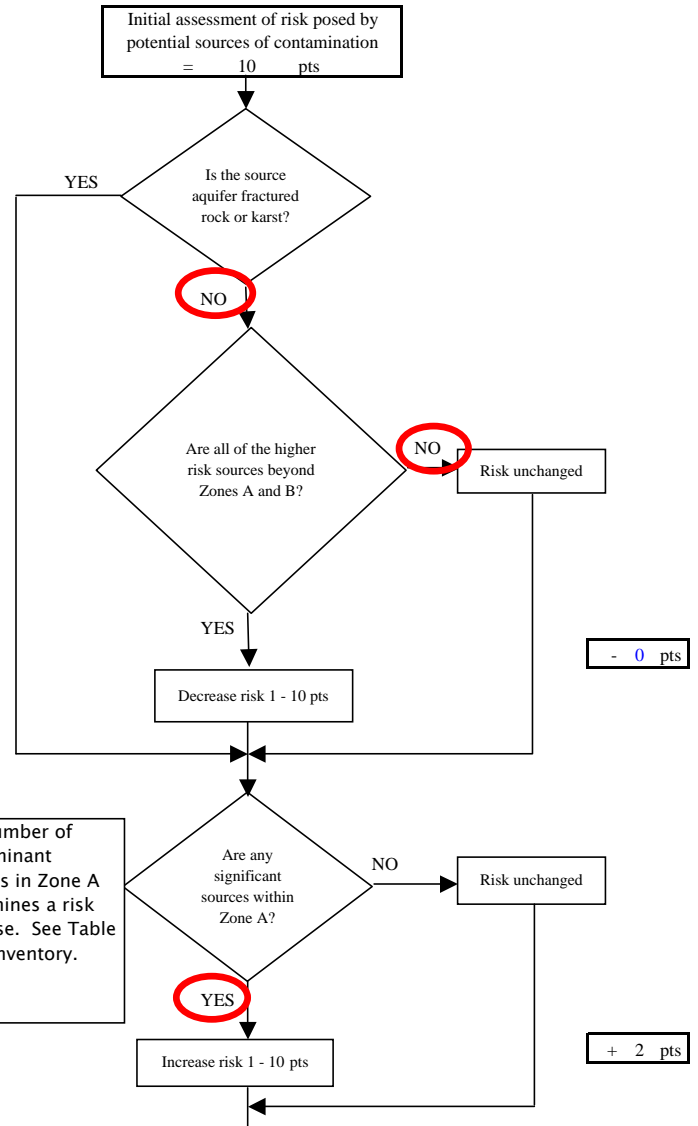 Initial assessment of risk posed by
potential sources of contamination
= 10 pts
Is the source
aquifer fractured
rock or karst?
YES
NO
Are all of the higher
risk sources beyond
Zones A and B?
NO
Risk unchanged
YES
- 0 pts
Decrease risk 1 - 10 pts
umber of
minant
s in Zone A
mines a risk
se. See Table
nventory.
Are any
significant
sources within
Zone A?
NO
Risk unchanged
YES
Increase risk 1 - 10 pts
+ 2 pts